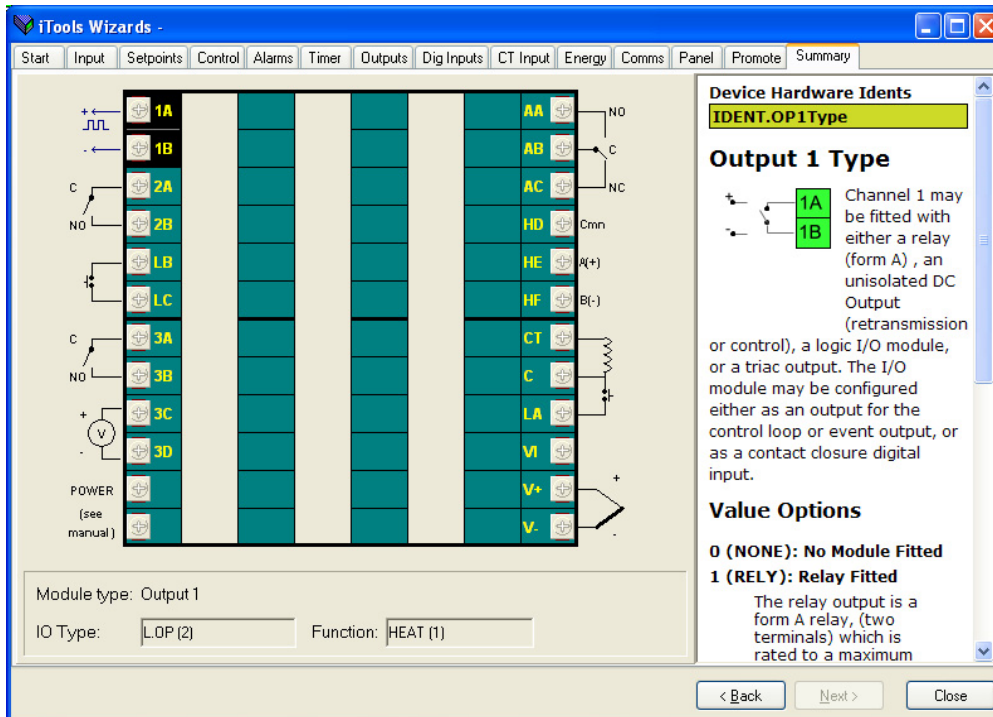 iTools Wizards -
Start Input Setpoints Control Alarms Timer Outputs Dig Inputs CT Input Energy Comms Panel Promote Summary
+ 1A AA NO
- 1B AB C
C 2A AC NC
NO 2B HD Cmn
LB HE A(+)
LC HF B(-)
C 3A CT
NO 3B C
+ 3C LA
V
- 3D VI
POWER V+ +
(see
manual) V- -
Module type: Output 1
IO Type: L.OP (2) Function: HEAT (1)
Device Hardware Idents
IDENT.OP1Type
Output 1 Type
+ 1A
- 1B
Channel 1 may
be fitted with
either a relay
(form A) , an
unisolated DC
Output
(retransmission
or control), a logic I/O module,
or a triac output. The I/O
module may be configured
either as an output for the
control loop or event output, or
as a contact closure digital
input.
Value Options
0 (NONE): No Module Fitted
1 (RELY): Relay Fitted
The relay output is a
form A relay, (two
terminals) which is
rated to a maximum
< Back Next > Close